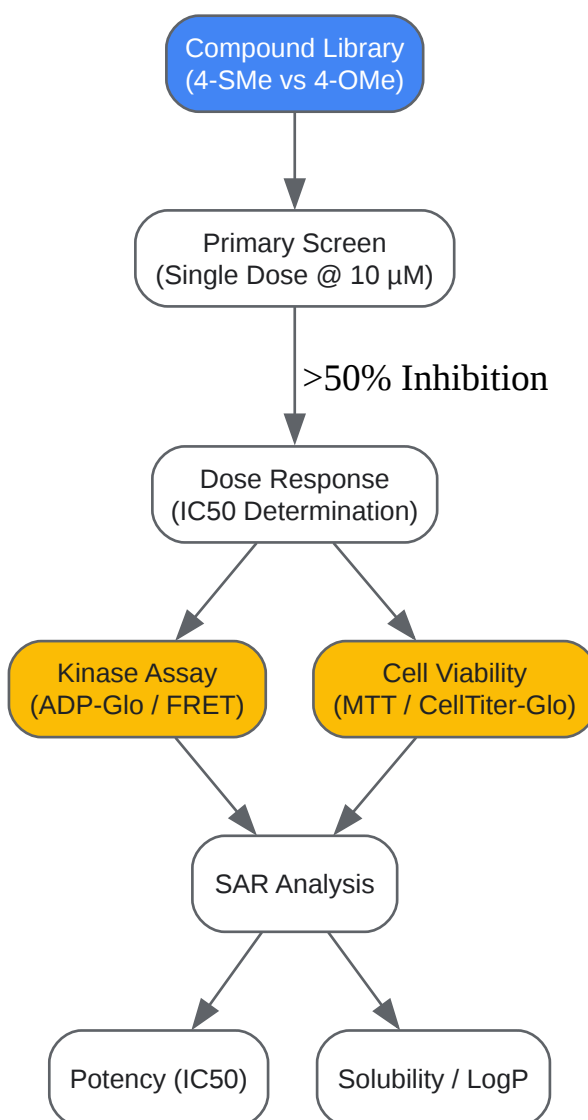 Compound Library
(4-SMe vs 4-OMe)
Primary Screen
(Single Dose @ 10 µM)
>50% Inhibition
Dose Response
(IC50 Determination)
Kinase Assay
(ADP-Glo / FRET)
Cell Viability
(MTT / CellTiter-Glo)
SAR Analysis
Potency (IC50)
Solubility / LogP